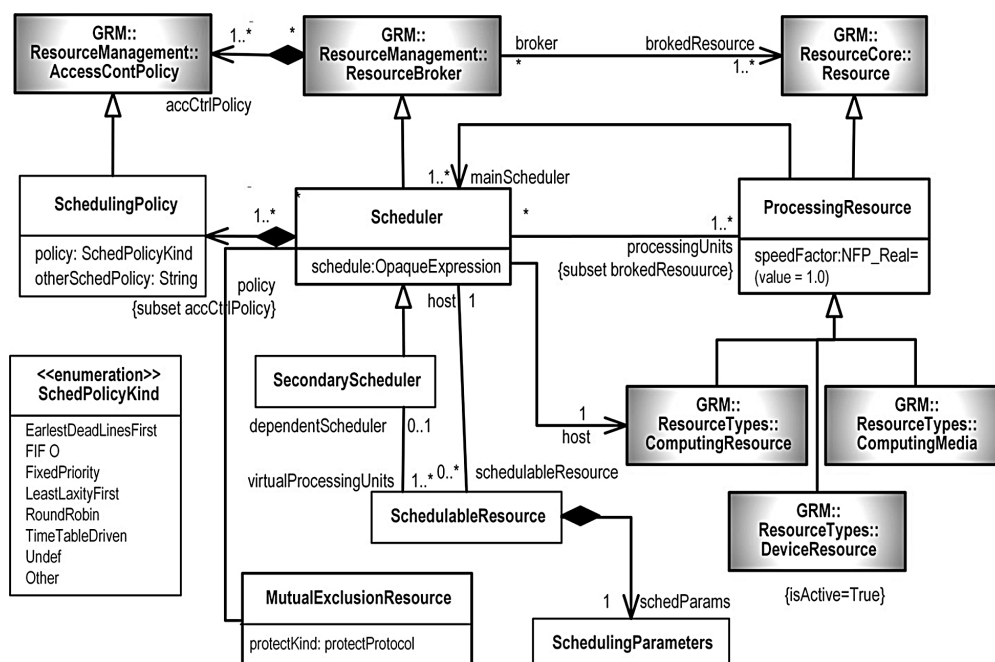 GRM::
ResourceManagement::
AccessContPolicy
1..*
*
GRM::
ResourceManagement::
ResourceBroker
broker
*
brokedResource
1..*
GRM::
ResourceCore::
Resource
accCtrlPolicy
1..*
mainScheduler
SchedulingPolicy
policy: SchedPolicyKind
otherSchedPolicy: String
1..*
*
policy
{subset accCtrlPolicy}
Scheduler
schedule:OpaqueExpression
*
1..*
processingUnits
{subset brokedResouurce}
ProcessingResource
speedFactor:NFP_Real=
(value = 1.0)
host
1
SecondaryScheduler
dependentScheduler
0..1
virtualProcessingUnits
1..*
0..*
schedulableResource
1
host
GRM::
ResourceTypes::
ComputingResource
GRM::
ResourceTypes::
ComputingMedia
<<enumeration>>
SchedPolicyKind
EarlestDeadLinesFirst
FIF O
FixedPriority
LeastLaxityFirst
RoundRobin
TimeTableDriven
Undef
Other
SchedulableResource
GRM::
ResourceTypes::
DeviceResource
{isActive=True}
MutualExclusionResource
protectKind: protectProtocol
1
schedParams
SchedulingParameters